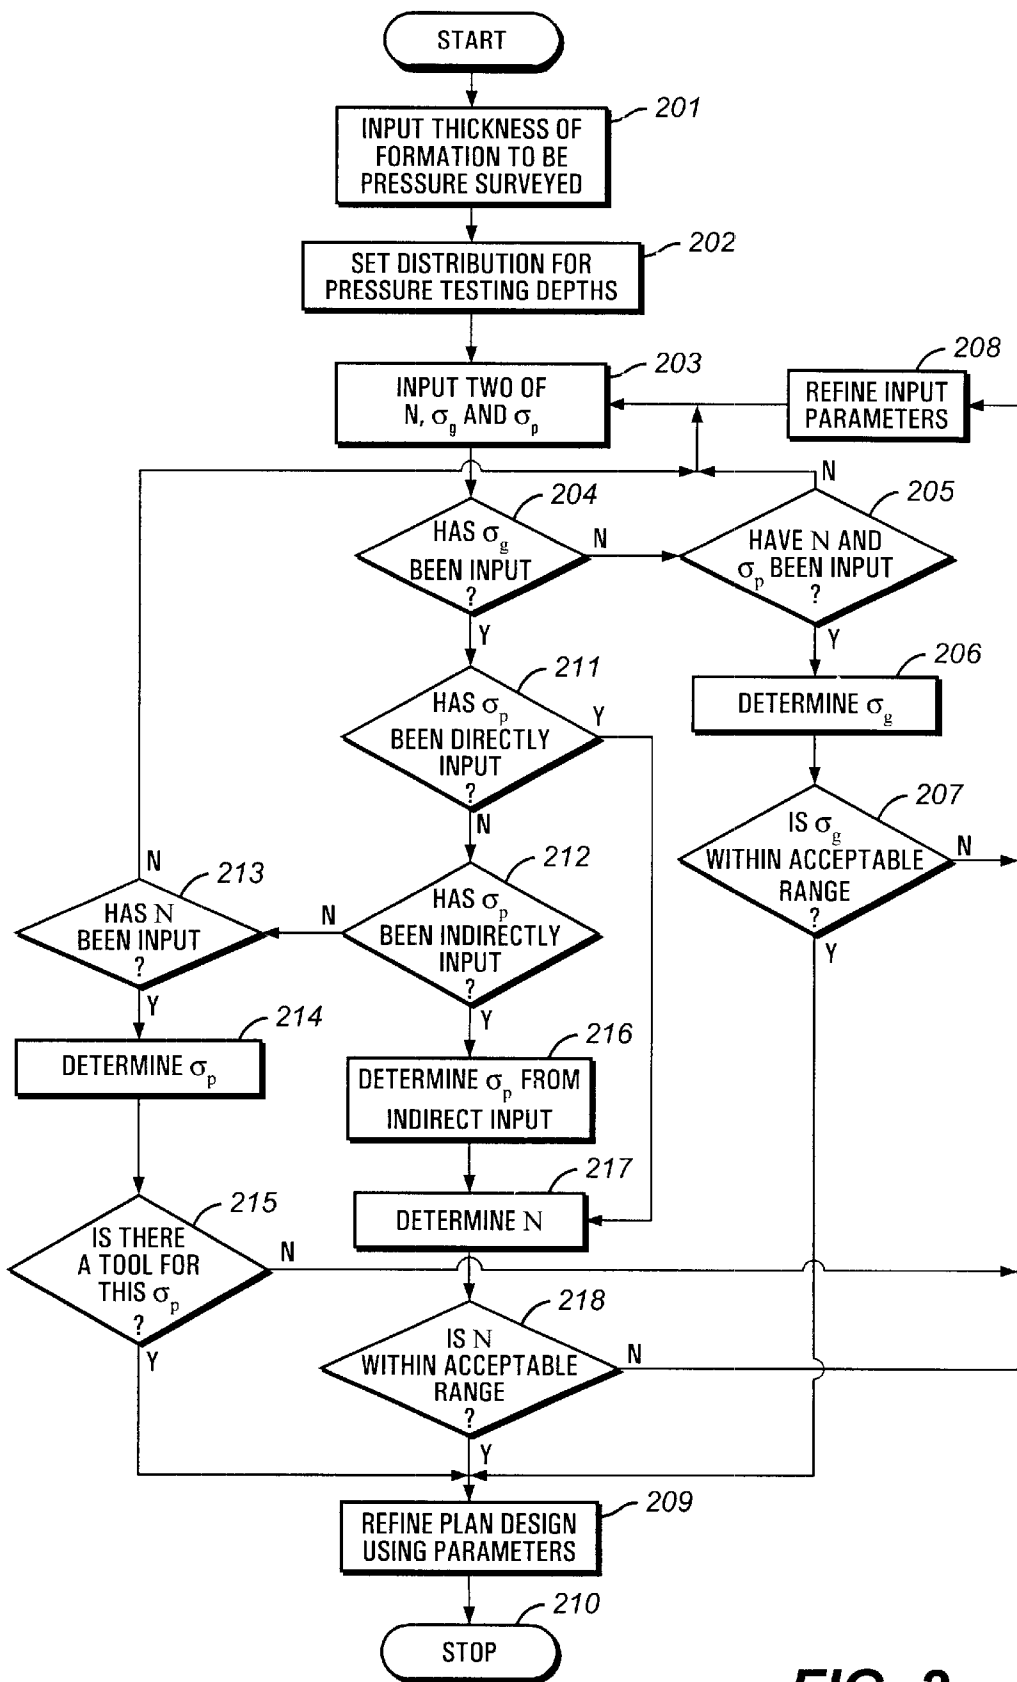 START
201
INPUT THICKNESS OF
FORMATION TO BE
PRESSURE SURVEYED
202
SET DISTRIBUTION FOR
PRESSURE TESTING DEPTHS
203
INPUT TWO OF
N, σg AND σp
208
REFINE INPUT
PARAMETERS
204
HAS σg
BEEN INPUT
?
N
Y
205
HAVE N AND
σp BEEN INPUT
?
N
Y
206
DETERMINE σg
207
IS σg
WITHIN ACCEPTABLE
RANGE
?
N
Y
211
HAS σp
BEEN DIRECTLY
INPUT
?
Y
N
212
HAS σp
BEEN INDIRECTLY
INPUT
?
N
Y
213
HAS N
BEEN INPUT
?
N
Y
214
DETERMINE σp
215
IS THERE
A TOOL FOR
THIS σp
?
N
Y
216
DETERMINE σp FROM
INDIRECT INPUT
217
DETERMINE N
218
IS N
WITHIN ACCEPTABLE
RANGE
?
N
Y
209
REFINE PLAN DESIGN
USING PARAMETERS
210
STOP